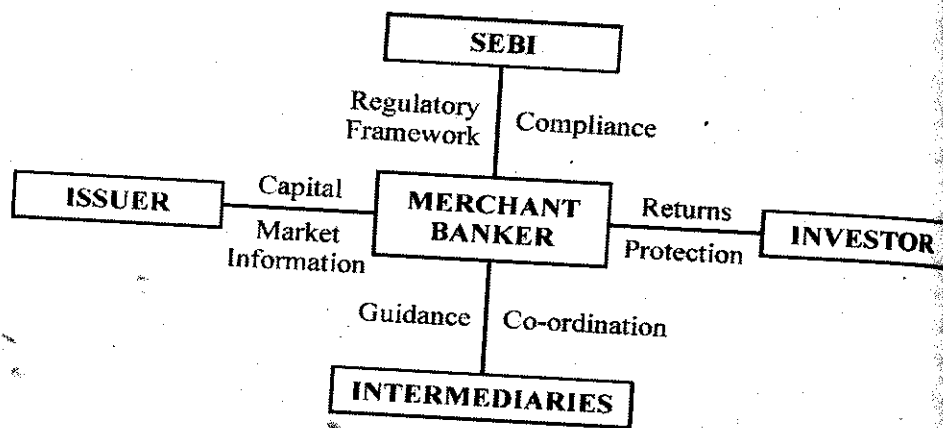 SEBI
Regulatory
Framework
Compliance
ISSUER
Capital
Market
Information
MERCHANT
BANKER
Returns
Protection
INVESTOR
Guidance
Co-ordination
INTERMEDIARIES